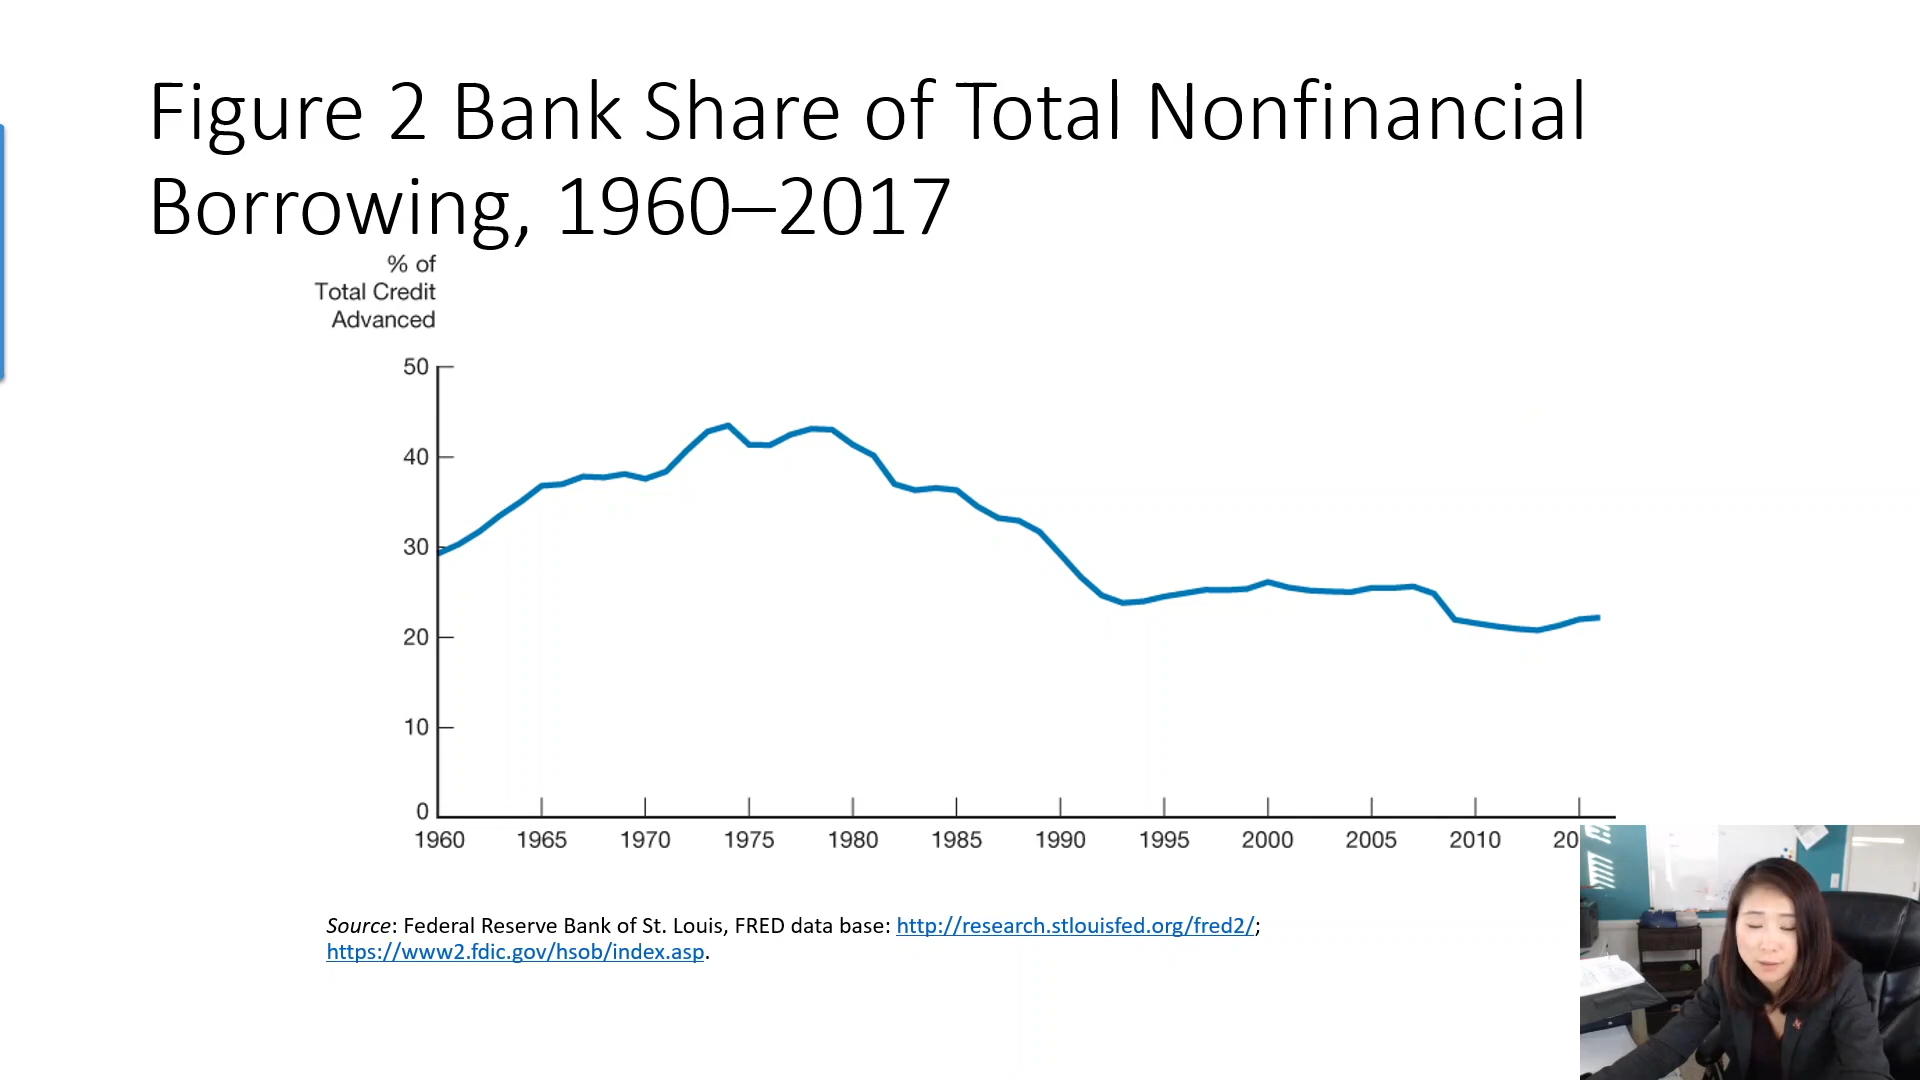 Figure 2 Bank Share of Total Nonfinancial
Borrowing, 1960–2017
% of
Total Credit
Advanced
50
40
30
20
10
0
1960 1965 1970 1975 1980 1985 1990 1995 2000 2005 2010 20
Source: Federal Reserve Bank of St. Louis, FRED data base: http://research.stlouisfed.org/fred2/;
https://www2.fdic.gov/hsob/index.asp.